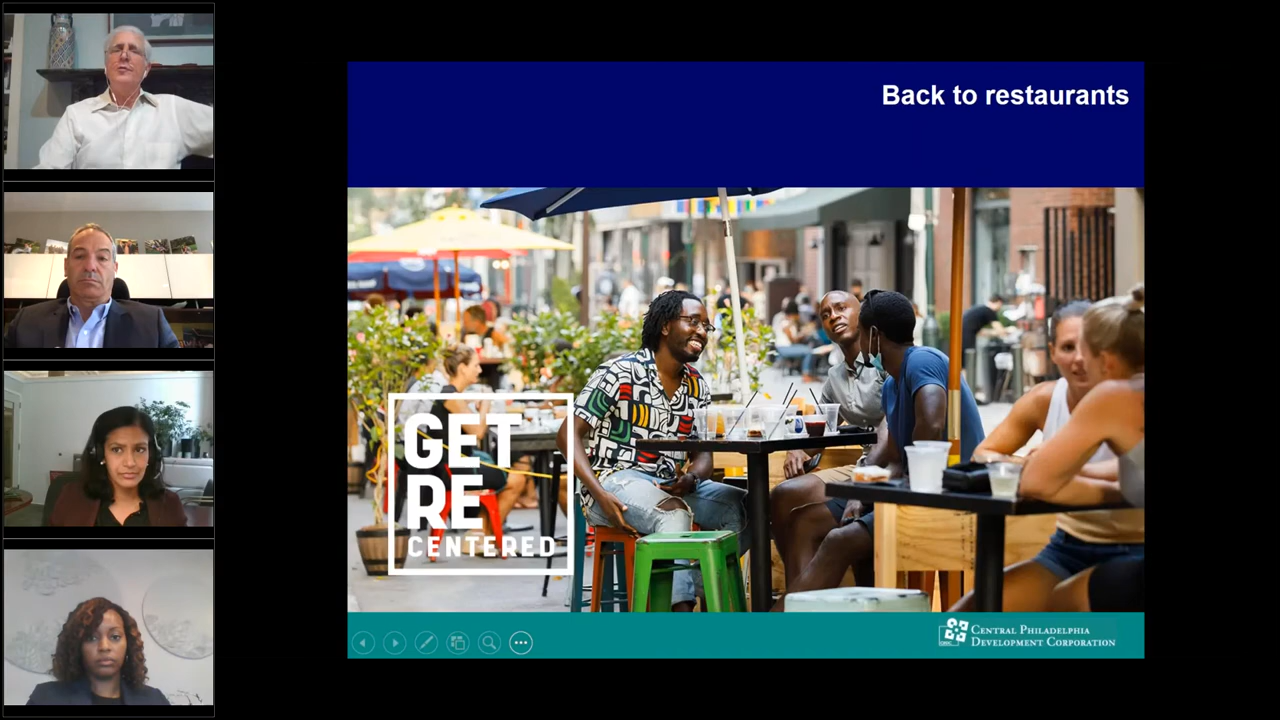 Back to restaurants
GET
RE
CENTERED
CENTRAL PHILADELPHIA
DEVELOPMENT CORPORATION